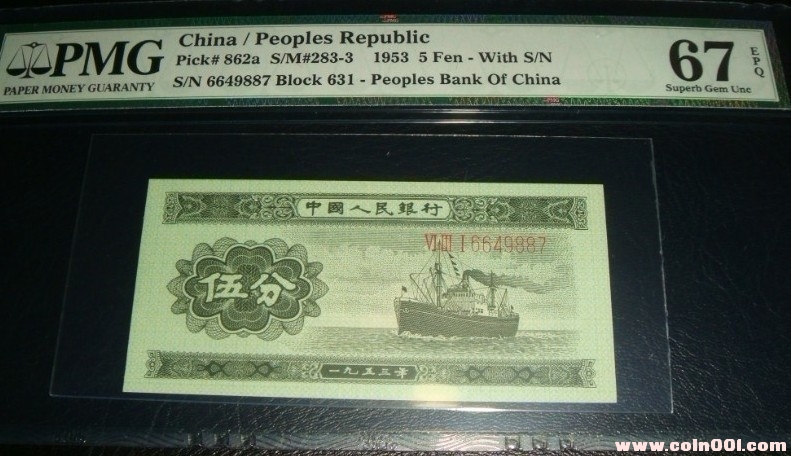 PMG
PAPER MONEY GUARANTY
China / Peoples Republic
Pick# 862a S/M#283-3 1953 5 Fen - With S/N
S/N 6649887 Block 631 - Peoples Bank Of China
67
EPQ
Superb Gem Unc
中國人民銀行
VI III I 6649887
伍分
一九五三年
www.coin001.com